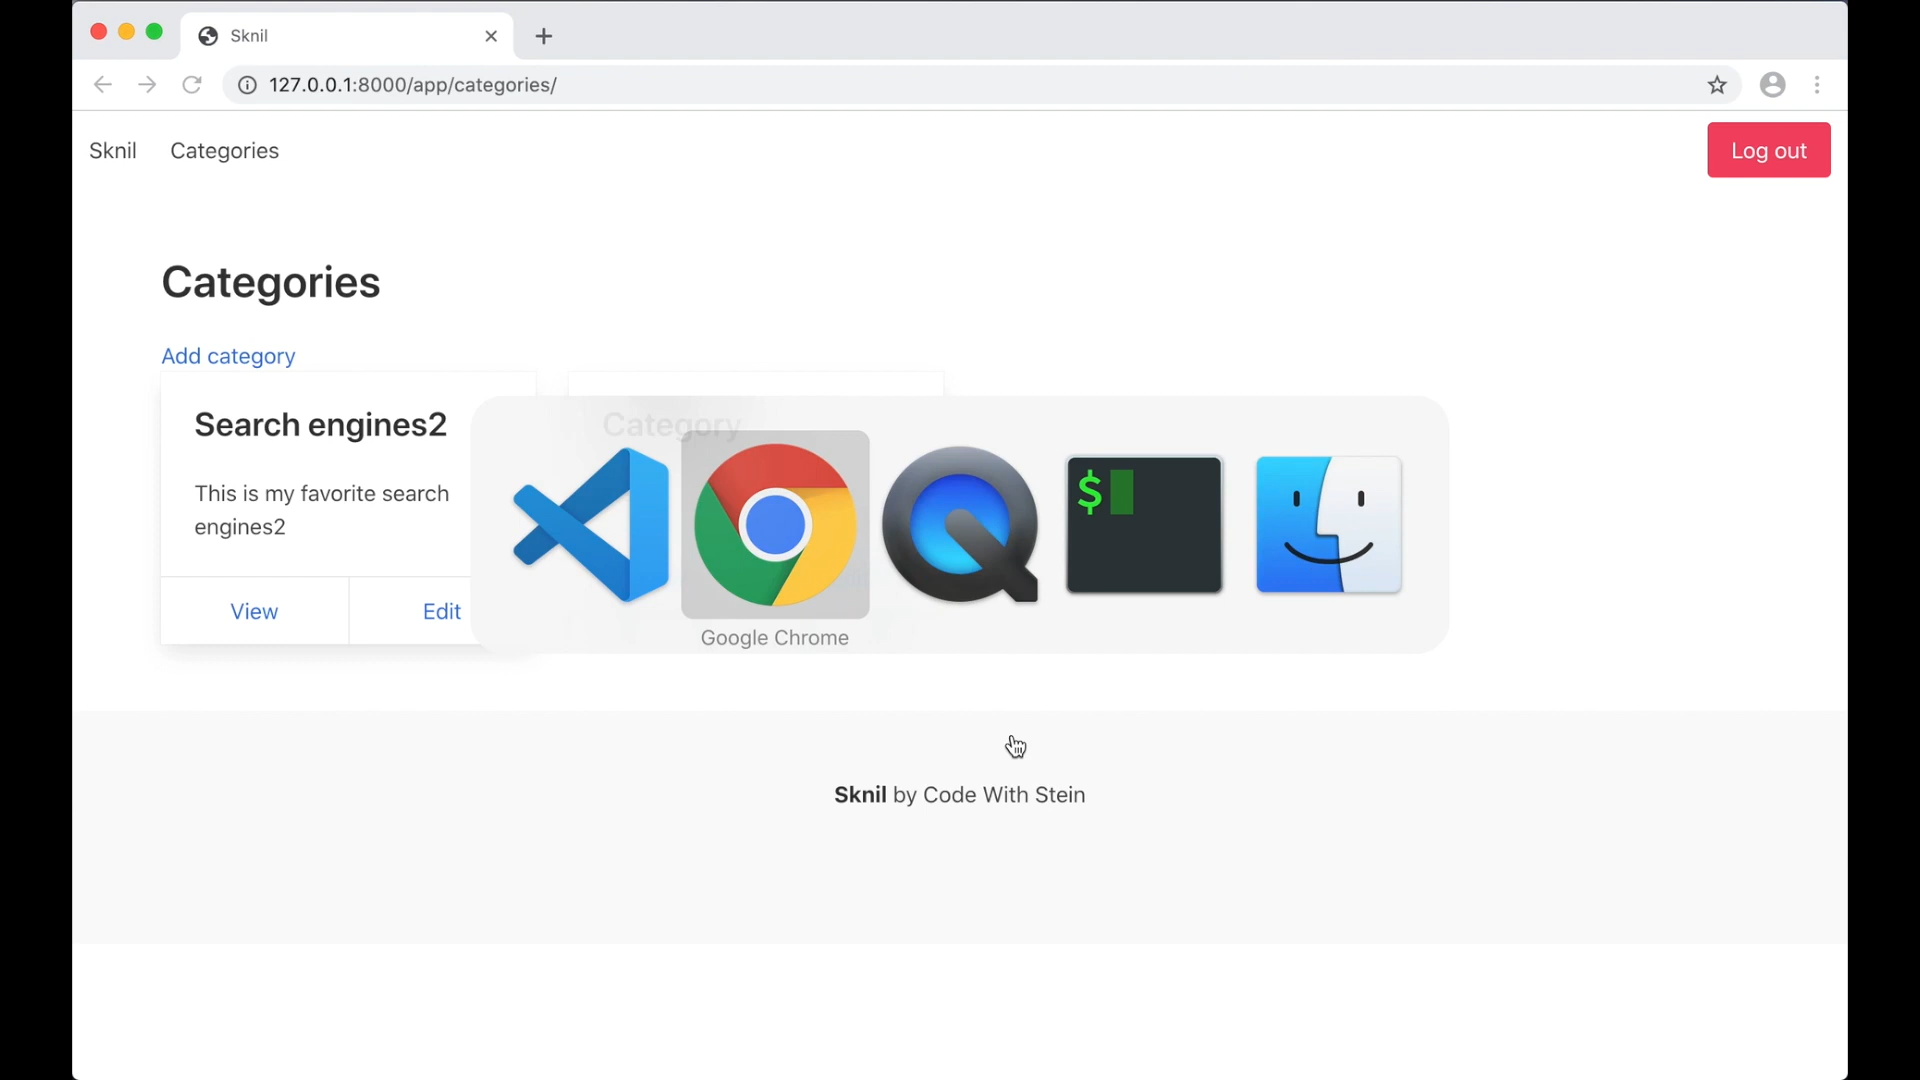 Sknil
127.0.0.1:8000/app/categories/
Sknil
Categories
Log out
Categories
Add category
Search engines2
Category
This is my favorite search
engines2
View
Edit
$
Google Chrome
Sknil by Code With Stein